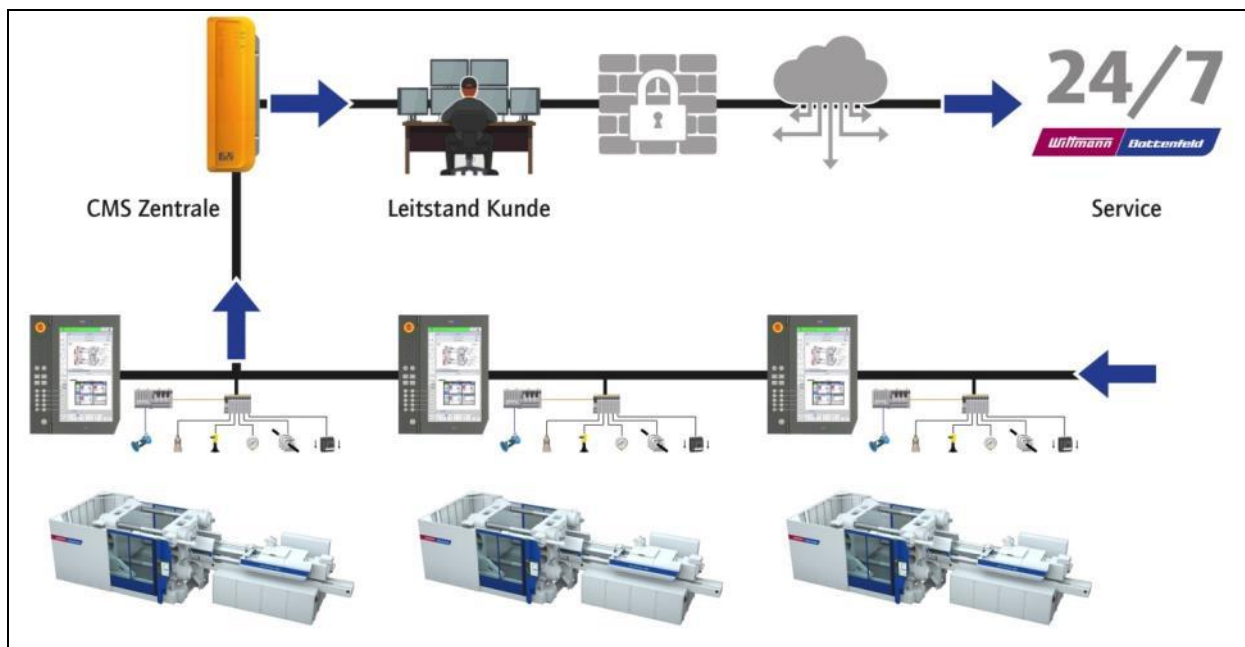 24/7
Wittmann Battenfeld
CMS Zentrale
Leitstand Kunde
Service